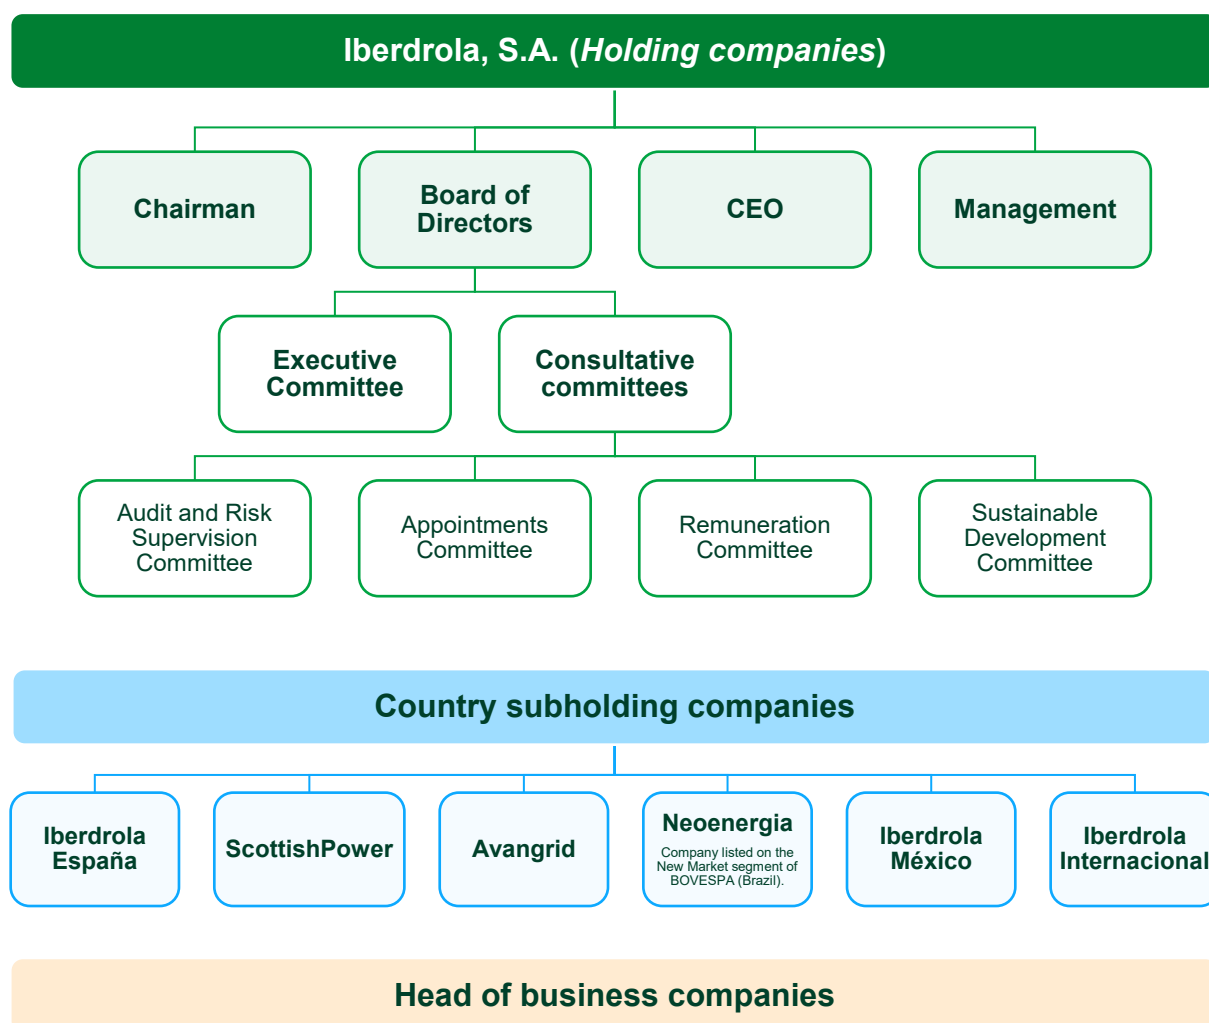 Iberdrola, S.A. (Holding companies)
Chairman
Board of
Directors
CEO
Management
Executive
Committee
Consultative
committees
Audit and Risk
Supervision
Committee
Appointments
Committee
Remuneration
Committee
Sustainable
Development
Committee
Country subholding companies
Iberdrola
España
ScottishPower
Avangrid
Neoenergia
Company listed on the
New Market segment of
BOVESPA (Brazil).
Iberdrola
México
Iberdrola
Internacional
Head of business companies